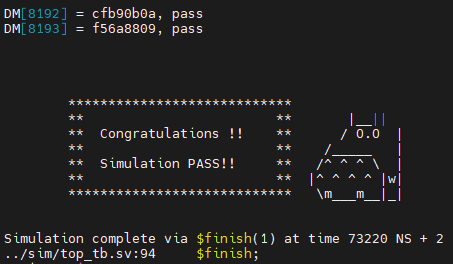 DM[8192] = cfb90b0a, pass
DM[8193] = f56a8809, pass
*****************************
**                         **       |__||
**  Congratulations !!     **      / O.O  |
**                         **    /_____   |
**  Simulation PASS!!      **   /^ ^ ^ \  |
**                         **  |^ ^ ^ ^ |w|
*****************************   \m___m__|_|
Simulation complete via $finish(1) at time 73220 NS + 2
../sim/top_tb.sv:94     $finish;